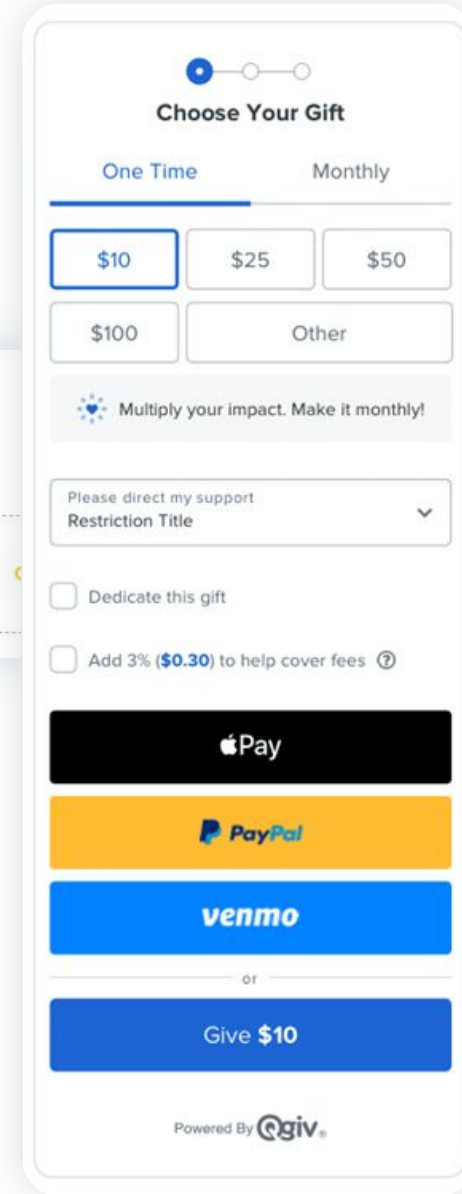 Choose Your Gift
One Time Monthly
$10 $25 $50
$100 Other
Multiply your impact. Make it monthly!
Please direct my support
Restriction Title
Dedicate this gift
Add 3% ($0.30) to help cover fees ?
Pay
PayPal
venmo
or
Give $10
Powered By Qgiv®